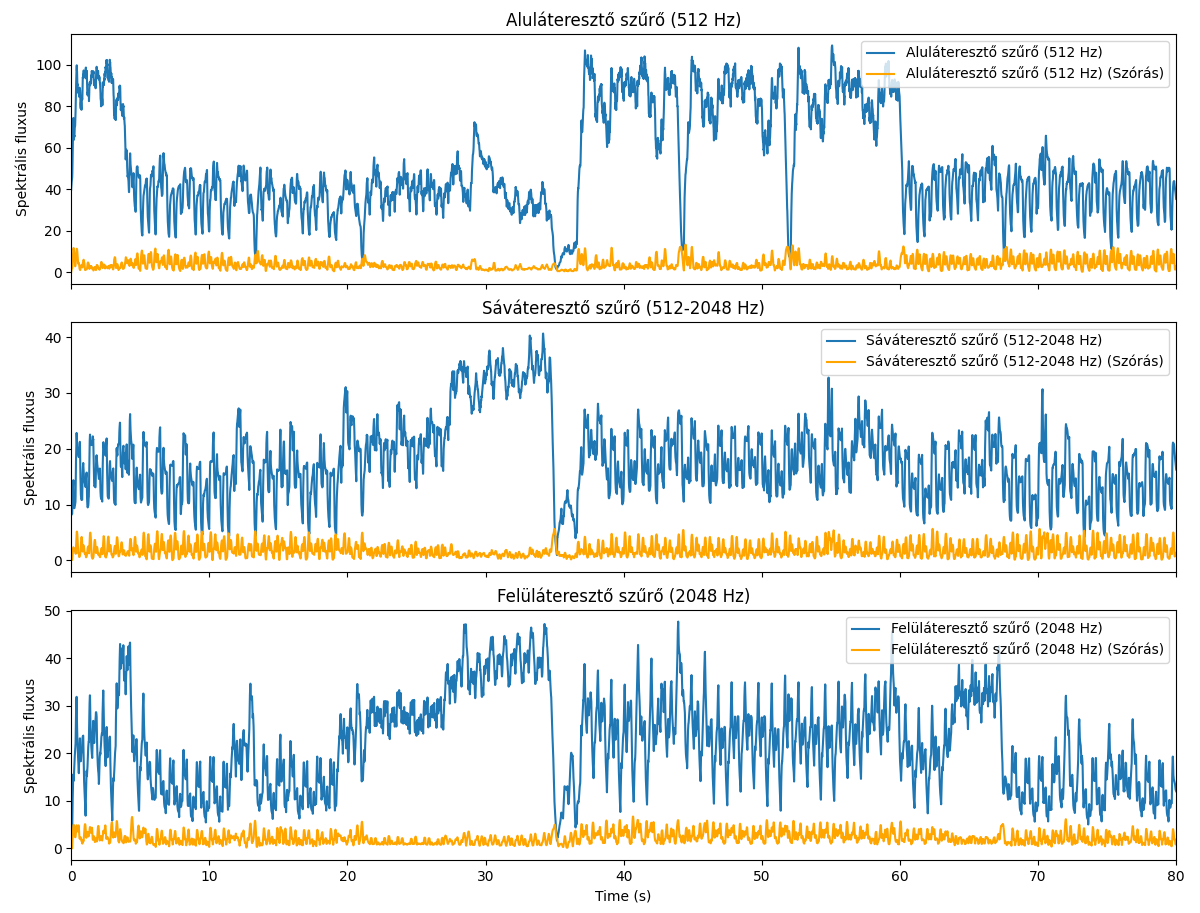 Aluláteresztő szűrő (512 Hz)
Spektrális fluxus
100
80
60
40
20
0
Aluláteresztő szűrő (512 Hz)
Aluláteresztő szűrő (512 Hz) (Szórás)
Sáváteresztő szűrő (512-2048 Hz)
Spektrális fluxus
40
30
20
10
0
Sáváteresztő szűrő (512-2048 Hz)
Sáváteresztő szűrő (512-2048 Hz) (Szórás)
Felüláteresztő szűrő (2048 Hz)
Spektrális fluxus
50
40
30
20
10
0
Felüláteresztő szűrő (2048 Hz)
Felüláteresztő szűrő (2048 Hz) (Szórás)
0 10 20 30 40 50 60 70 80
Time (s)